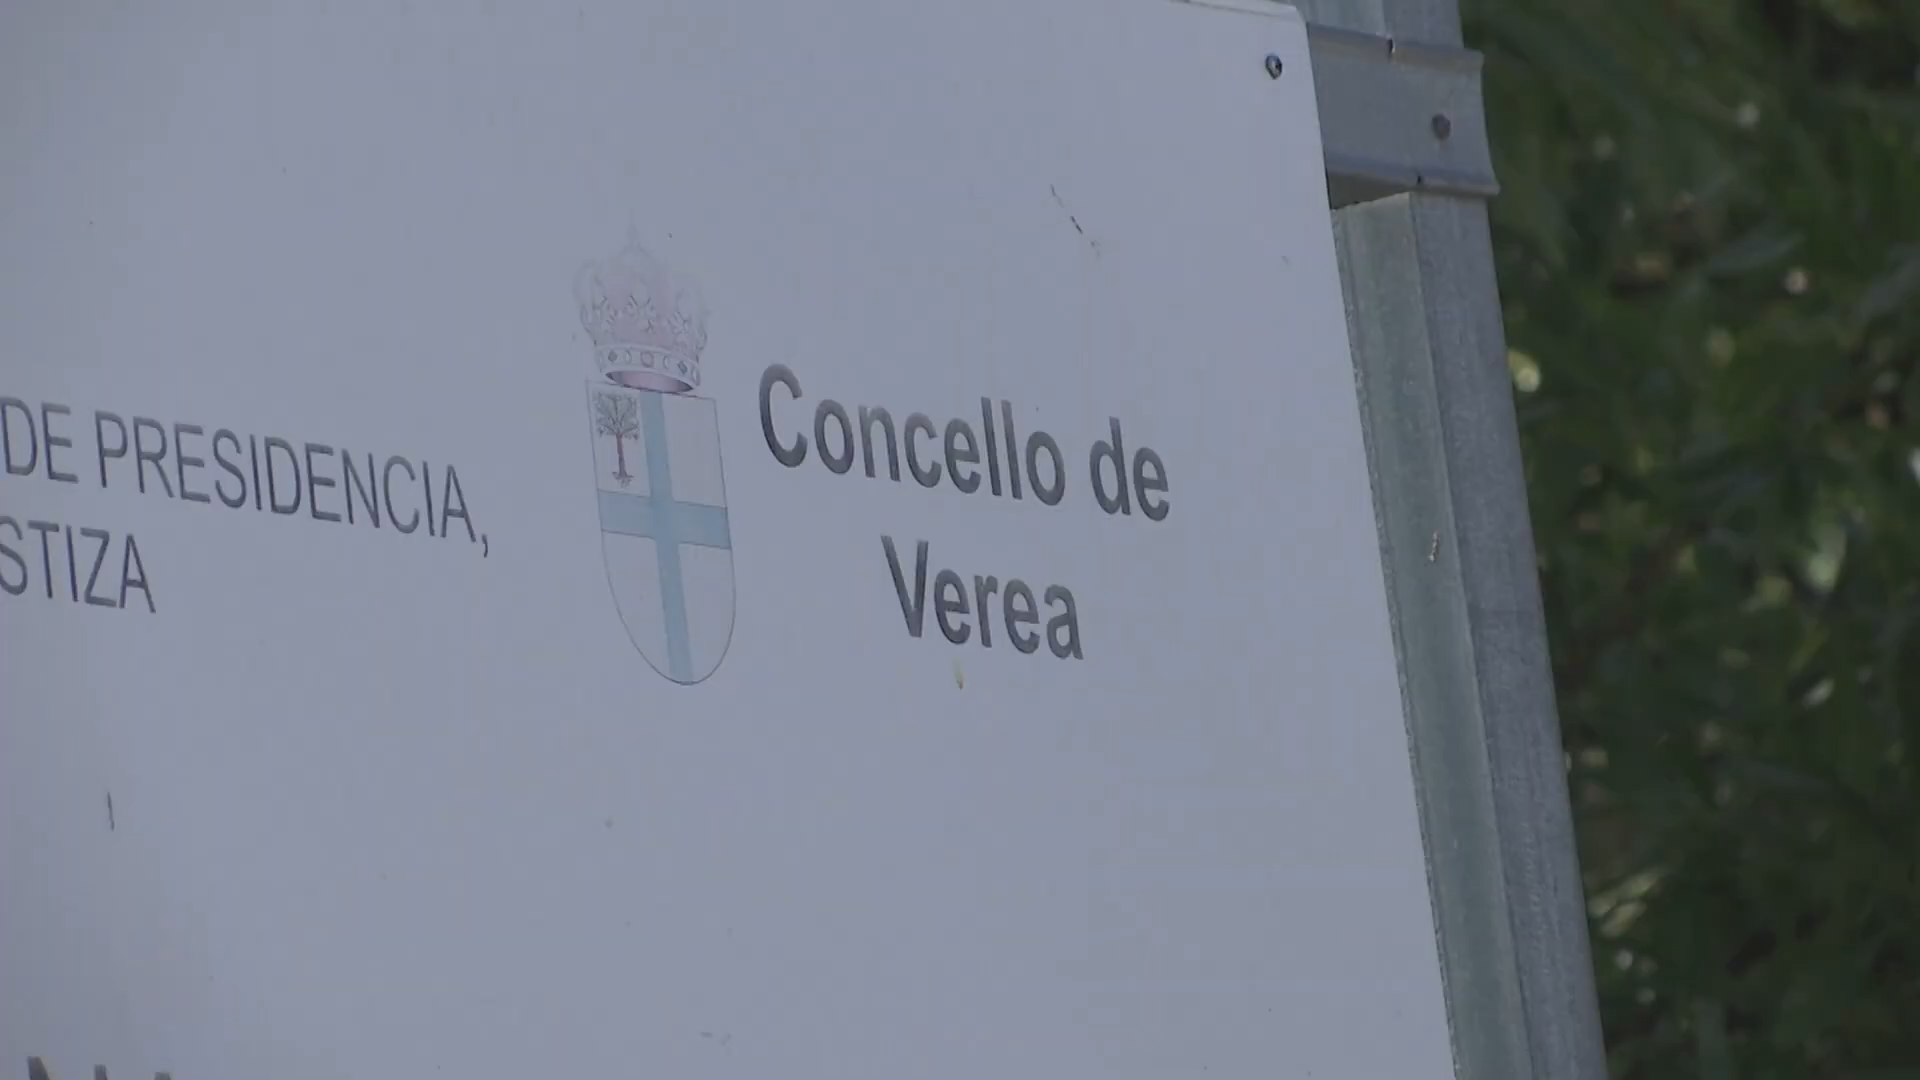 DE PRESIDENCIA,
STIZA
Concello de
Verea